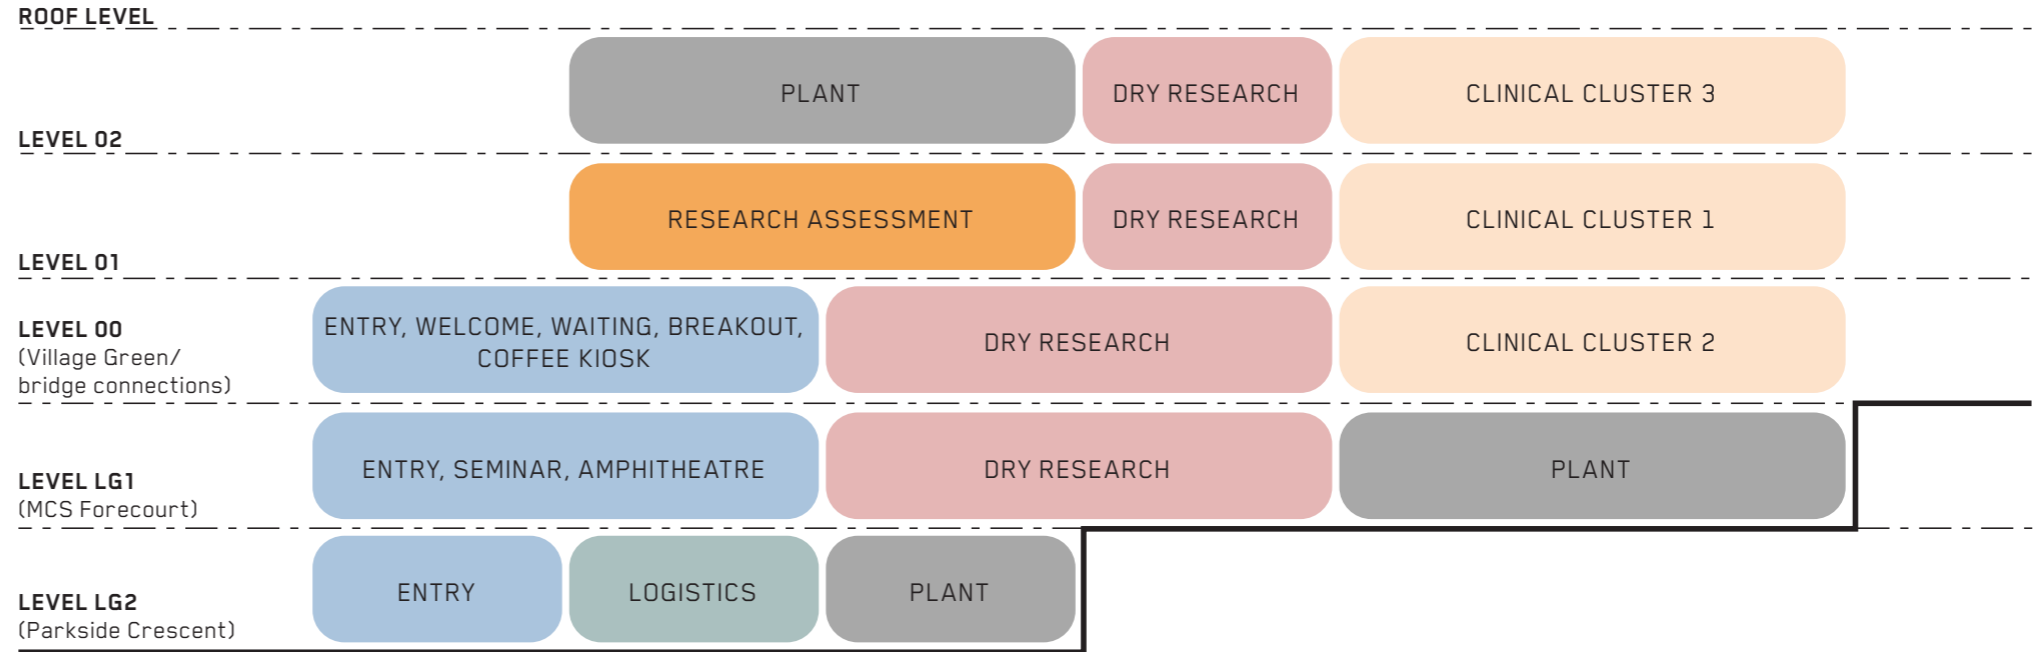 ROOF LEVEL
PLANT
DRY RESEARCH
CLINICAL CLUSTER 3
LEVEL 02
RESEARCH ASSESSMENT
DRY RESEARCH
CLINICAL CLUSTER 1
LEVEL 01
ENTRY, WELCOME, WAITING, BREAKOUT,
COFFEE KIOSK
DRY RESEARCH
CLINICAL CLUSTER 2
LEVEL 00
(Village Green/
bridge connections)
ENTRY, SEMINAR, AMPHITHEATRE
DRY RESEARCH
PLANT
LEVEL LG1
(MCS Forecourt)
ENTRY
LOGISTICS
PLANT
LEVEL LG2
(Parkside Crescent)